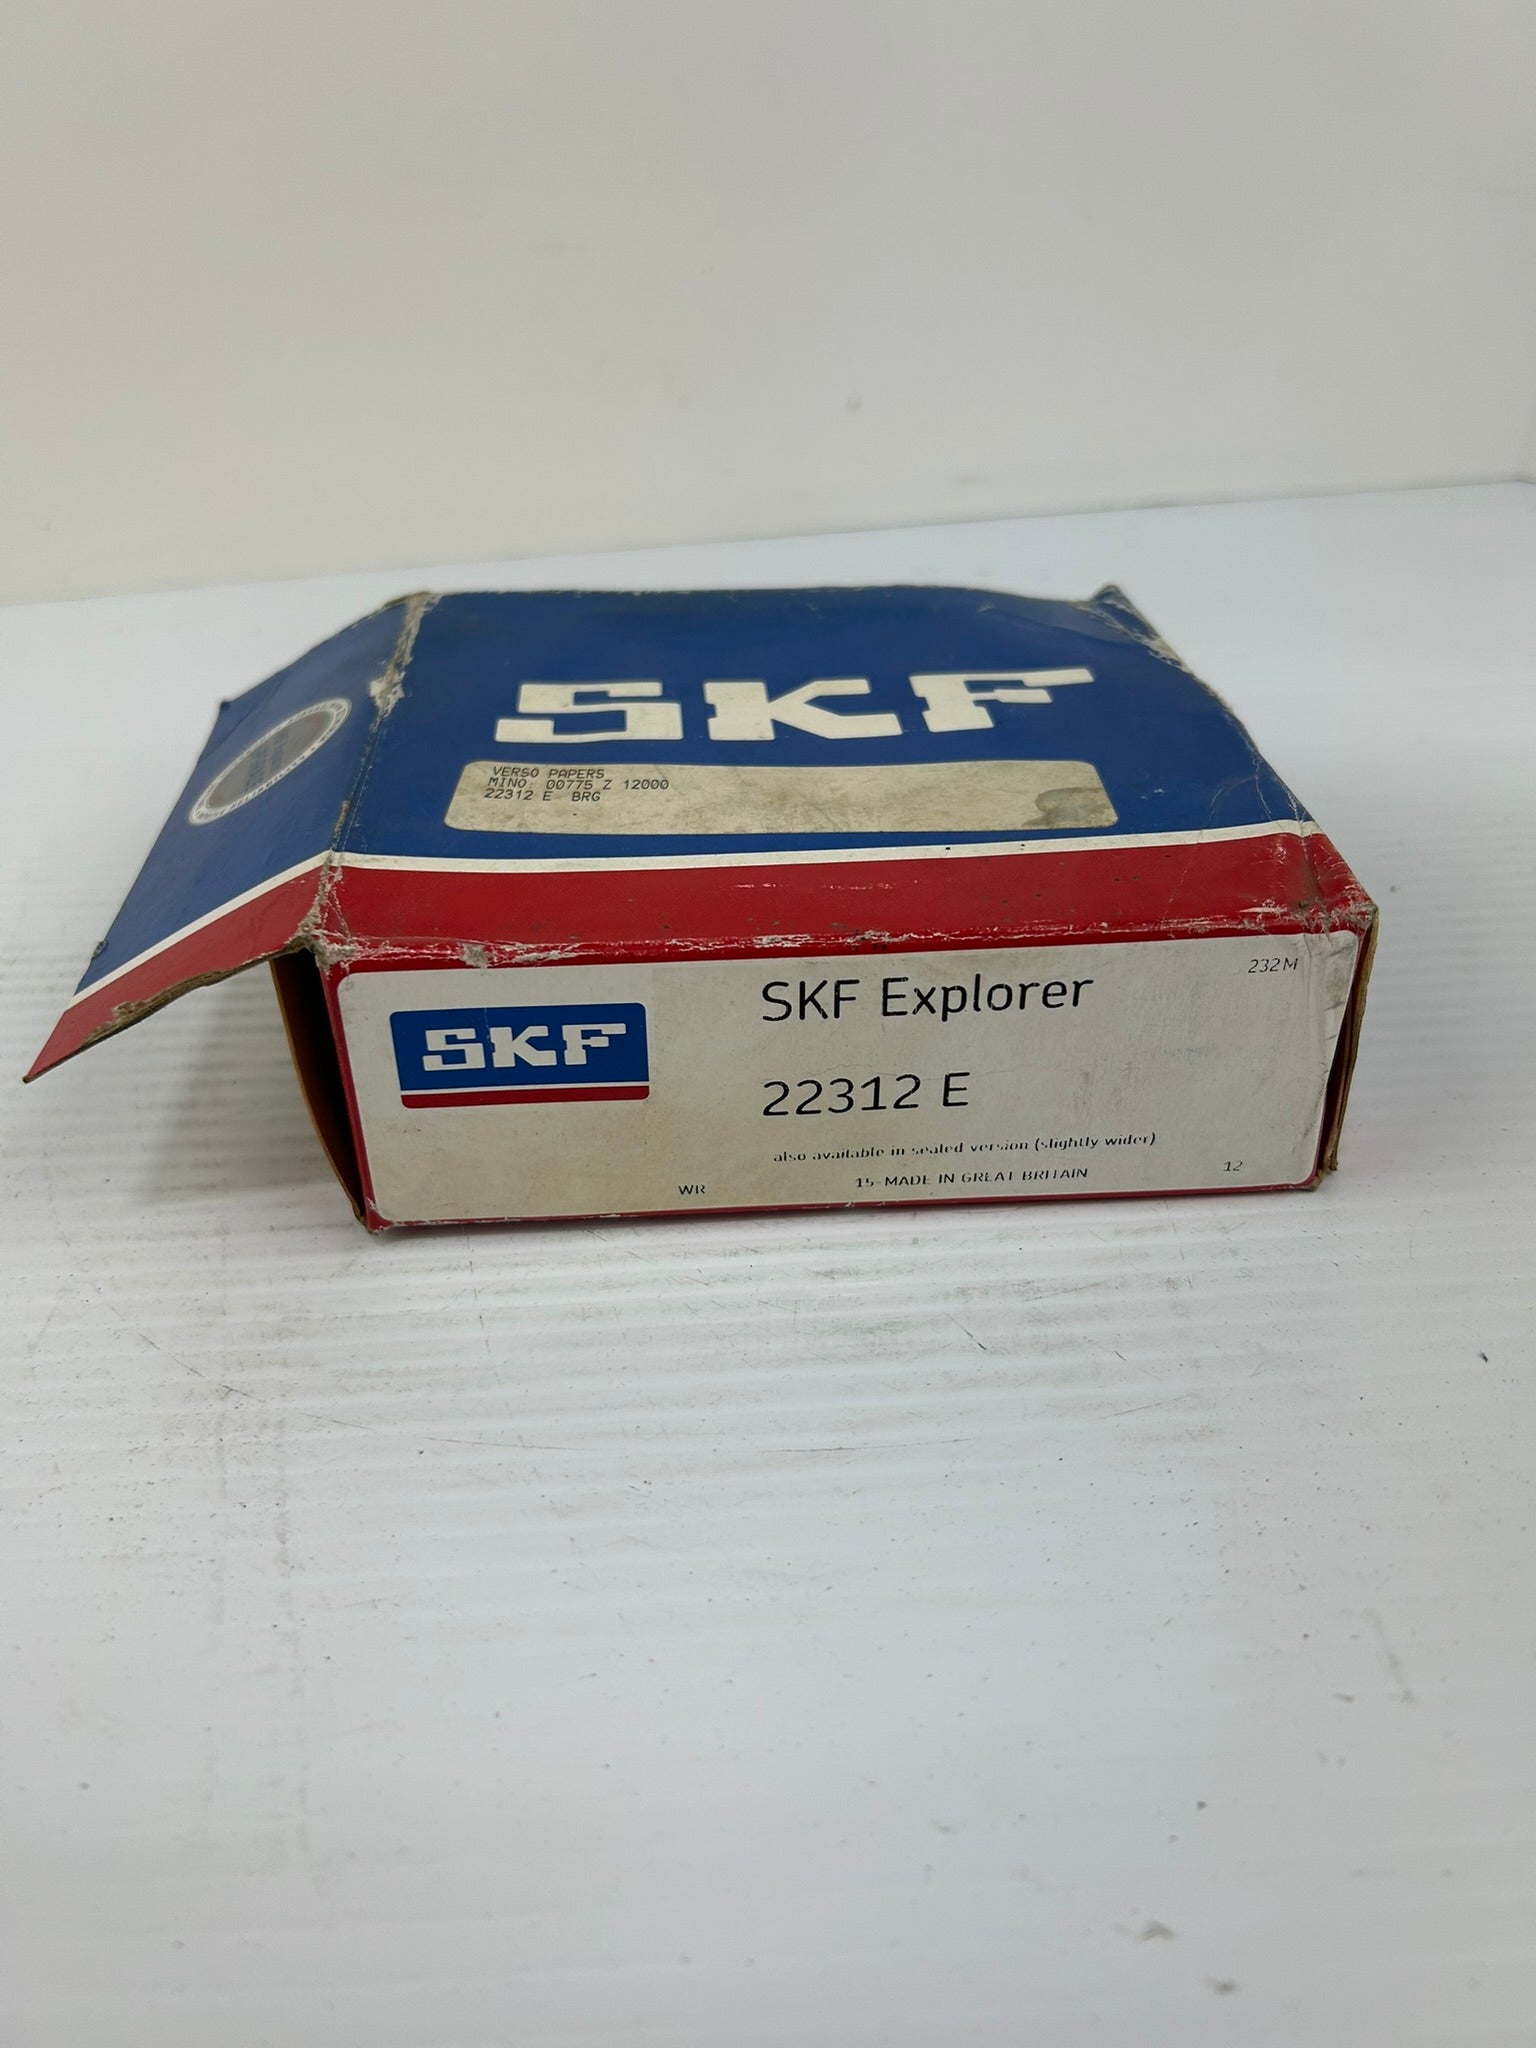 SKF
VERSO PAPERS
MINO: 00775 Z 12000
22312 E BRG
232M
SKF
SKF Explorer
22312 E
also available in sealed version (slightly wider)
WR
15-MADE IN GREAT BRITAIN
12